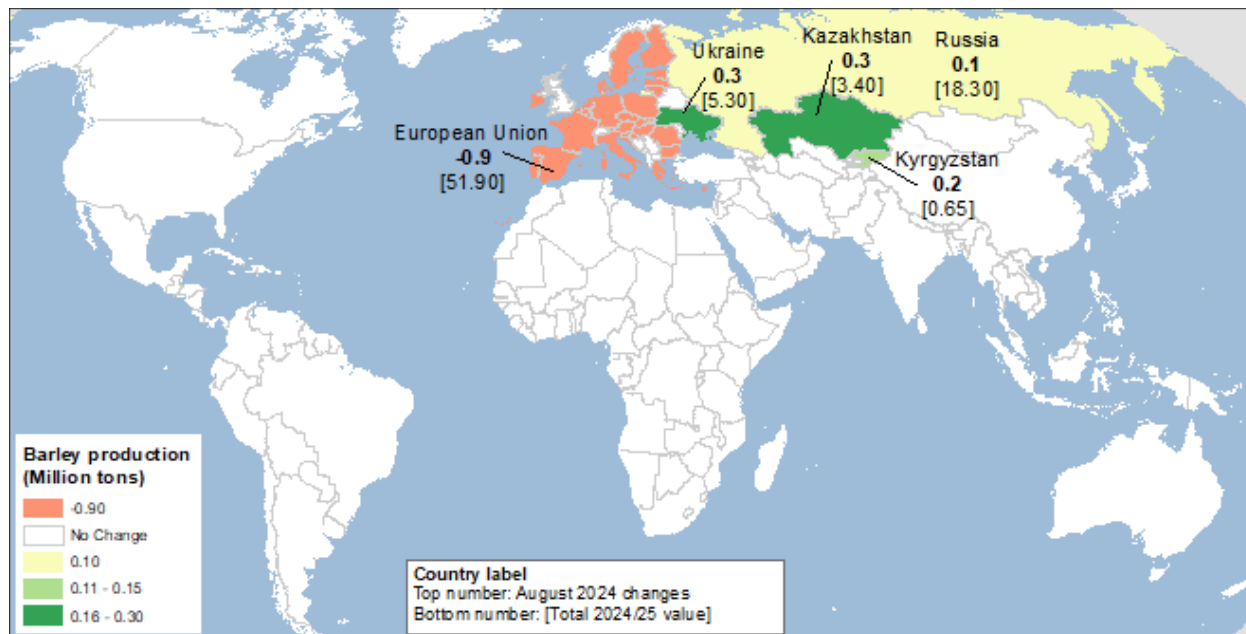 Ukraine
0.3
[5.30]
Kazakhstan
0.3
[3.40]
Russia
0.1
[18.30]
European Union
-0.9
[51.90]
Kyrgyzstan
0.2
[0.65]
Barley production
(Million tons)
-0.90
No Change
0.10
0.11 - 0.15
0.16 - 0.30
Country label
Top number: August 2024 changes
Bottom number: [Total 2024/25 value]